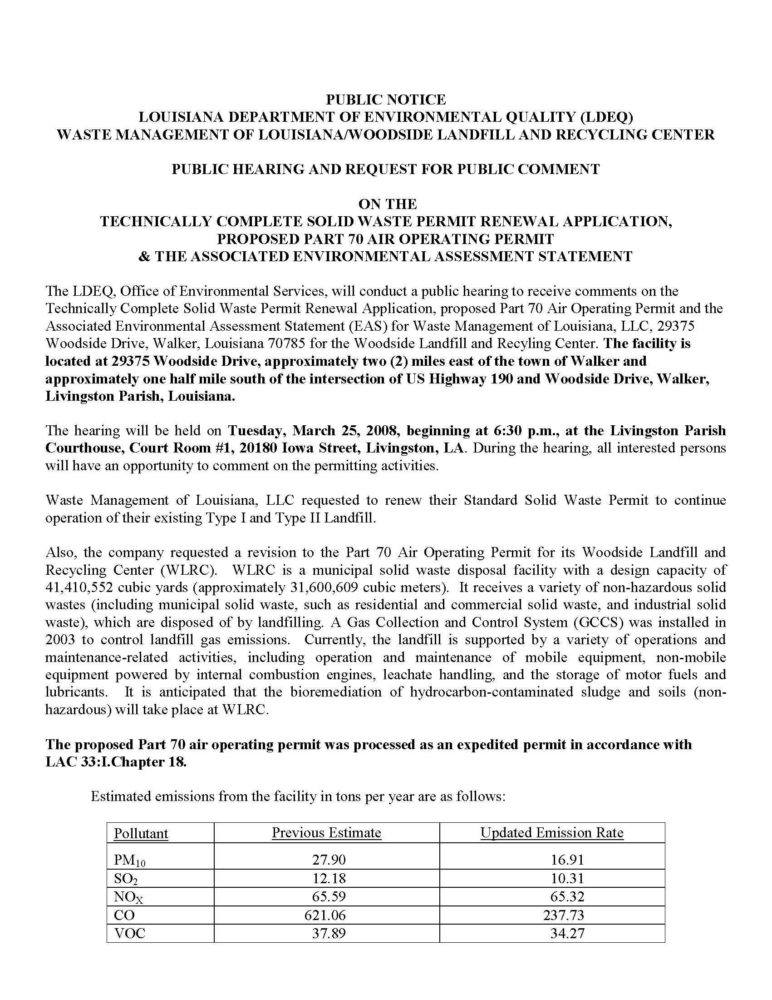 PUBLIC NOTICE
LOUISIANA DEPARTMENT OF ENVIRONMENTAL QUALITY (LDEQ)
WASTE MANAGEMENT OF LOUISIANA/WOODSIDE LANDFILL AND RECYCLING CENTER
PUBLIC HEARING AND REQUEST FOR PUBLIC COMMENT
ON THE
TECHNICALLY COMPLETE SOLID WASTE PERMIT RENEWAL APPLICATION,
PROPOSED PART 70 AIR OPERATING PERMIT
& THE ASSOCIATED ENVIRONMENTAL ASSESSMENT STATEMENT
The LDEQ, Office of Environmental Services, will conduct a public hearing to receive comments on the
Technically Complete Solid Waste Permit Renewal Application, proposed Part 70 Air Operating Permit and the
Associated Environmental Assessment Statement (EAS) for Waste Management of Louisiana, LLC, 29375
Woodside Drive, Walker, Louisiana 70785 for the Woodside Landfill and Recyling Center. The facility is
located at 29375 Woodside Drive, approximately two (2) miles east of the town of Walker and
approximately one half mile south of the intersection of US Highway 190 and Woodside Drive, Walker,
Livingston Parish, Louisiana.
The hearing will be held on Tuesday, March 25, 2008, beginning at 6:30 p.m., at the Livingston Parish
Courthouse, Court Room #1, 20180 Iowa Street, Livingston, LA. During the hearing, all interested persons
will have an opportunity to comment on the permitting activities.
Waste Management of Louisiana, LLC requested to renew their Standard Solid Waste Permit to continue
operation of their existing Type I and Type II Landfill.
Also, the company requested a revision to the Part 70 Air Operating Permit for its Woodside Landfill and
Recycling Center (WLRC). WLRC is a municipal solid waste disposal facility with a design capacity of
41,410,552 cubic yards (approximately 31,600,609 cubic meters). It receives a variety of non-hazardous solid
wastes (including municipal solid waste, such as residential and commercial solid waste, and industrial solid
waste), which are disposed of by landfilling. A Gas Collection and Control System (GCCS) was installed in
2003 to control landfill gas emissions. Currently, the landfill is supported by a variety of operations and
maintenance-related activities, including operation and maintenance of mobile equipment, non-mobile
equipment powered by internal combustion engines, leachate handling, and the storage of motor fuels and
lubricants. It is anticipated that the bioremediation of hydrocarbon-contaminated sludge and soils (non-
hazardous) will take place at WLRC.
The proposed Part 70 air operating permit was processed as an expedited permit in accordance with
LAC 33:I.Chapter 18.
Estimated emissions from the facility in tons per year are as follows:
Pollutant Previous Estimate Updated Emission Rate
PM10 27.90 16.91
SO2 12.18 10.31
NOX 65.59 65.32
CO 621.06 237.73
VOC 37.89 34.27